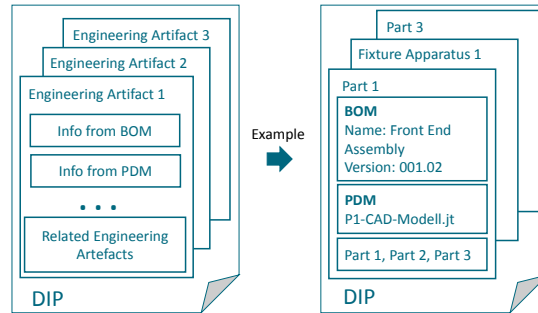 Engineering Artifact 3
Engineering Artifact 2
Engineering Artifact 1
Info from BOM
Info from PDM
• • •
Related Engineering
Artefacts
DIP
Example
Part 3
Fixture Apparatus 1
Part 1
BOM
Name: Front End
Assembly
Version: 001.02
PDM
P1-CAD-Modell.jt
Part 1, Part 2, Part 3
DIP